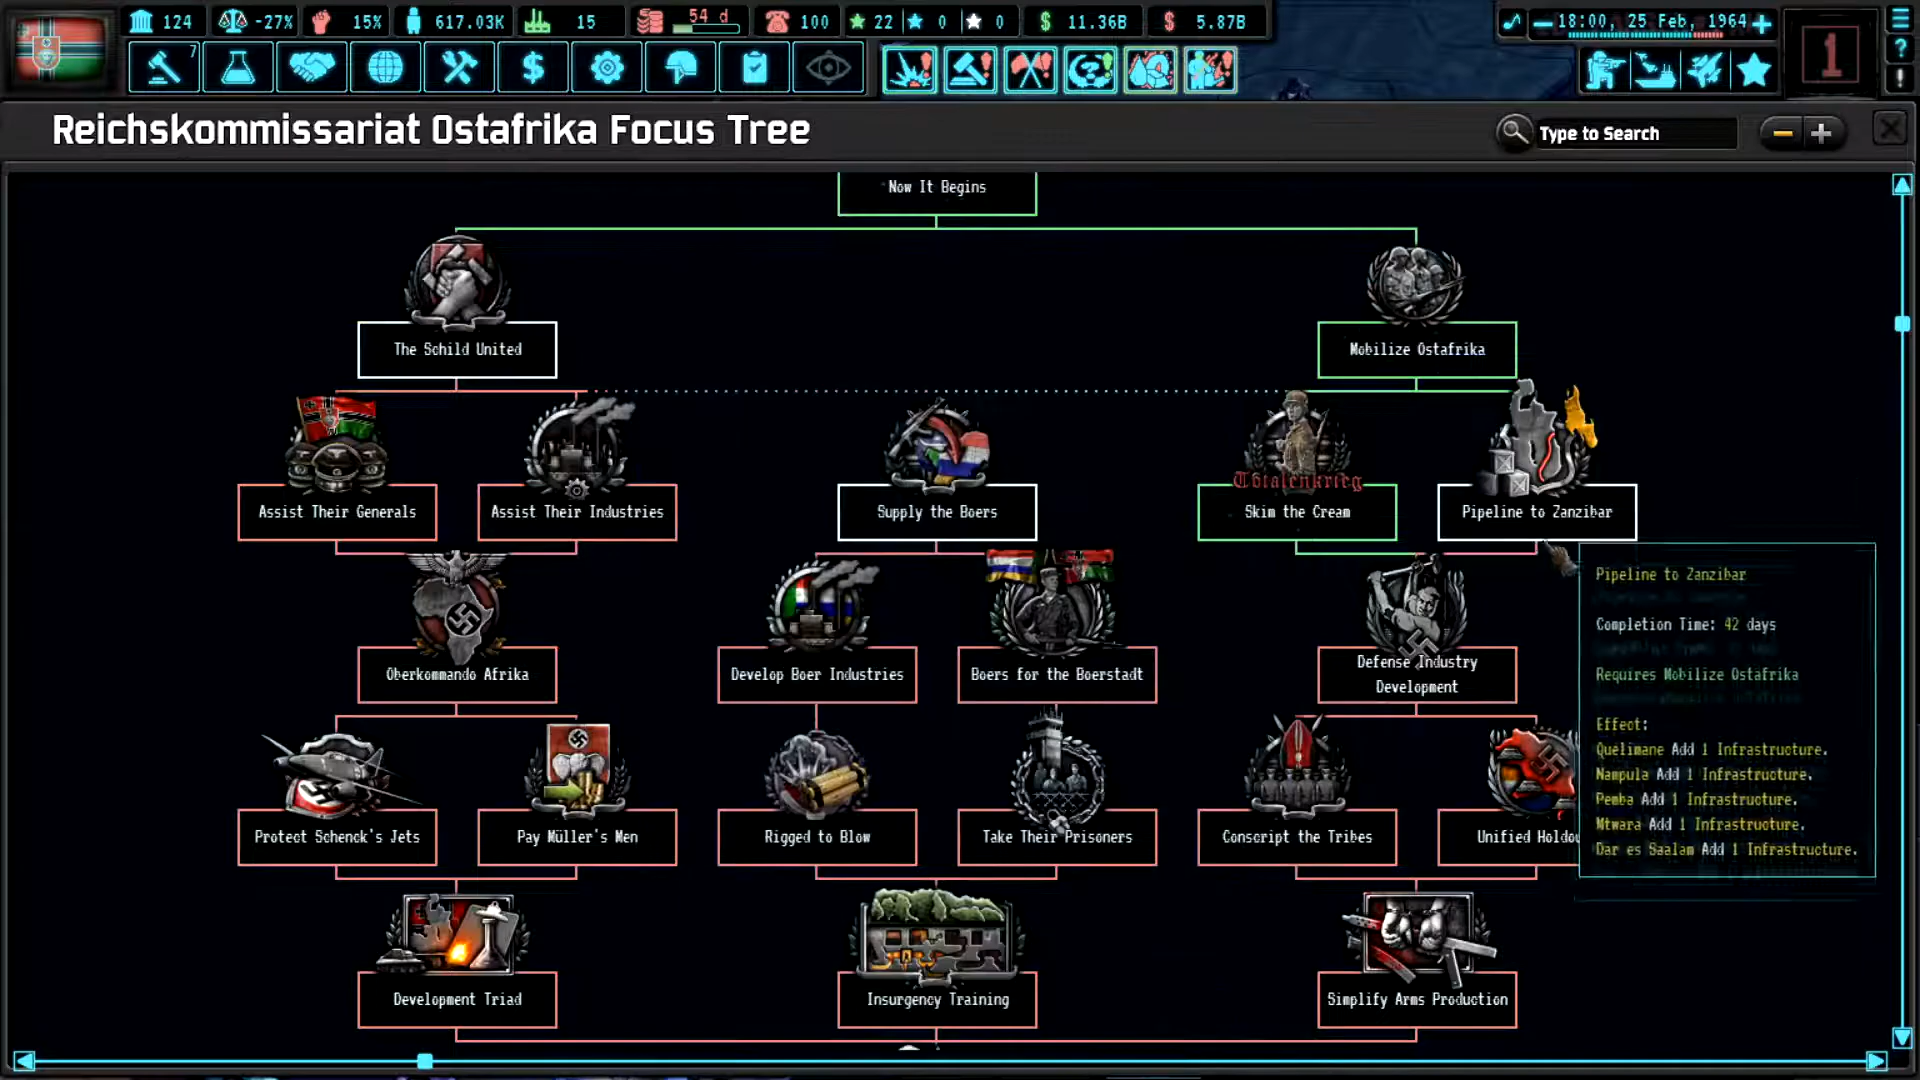 124
-27%
15%
617.03K
15
54 d
100
22
0
0
11.36B
5.87B
18:00, 25 Feb, 1964
7
1
Reichskommissariat Ostafrika Focus Tree
Type to Search
Now It Begins
The Schild United
Mobilize Ostafrika
Totalenkrieg
Assist Their Generals
Assist Their Industries
Supply the Boers
Skim the Cream
Pipeline to Zanzibar
Pipeline to Zanzibar
Completion Time: 42 days
Requires Mobilize Ostafrika
Effect:
Quelimane Add 1 Infrastructure.
Nampula Add 1 Infrastructure.
Pemba Add 1 Infrastructure.
Mtwara Add 1 Infrastructure.
Dar es Saalam Add 1 Infrastructure.
Oberkommando Afrika
Develop Boer Industries
Boers for the Boerstadt
Defense Industry
Development
Protect Schenck's Jets
Pay Müller's Men
Rigged to Blow
Take Their Prisoners
Conscript the Tribes
Unified Holdou
Development Triad
Insurgency Training
Simplify Arms Production